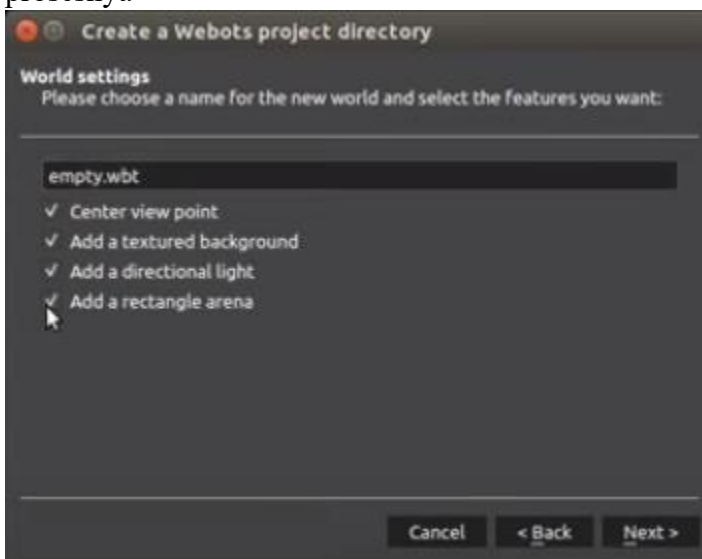 Create a Webots project directory
World settings
Please choose a name for the new world and select the features you want:
empty.wbt
Center view point
Add a textured background
Add a directional light
Add a rectangle arena
Cancel
< Back
Next >